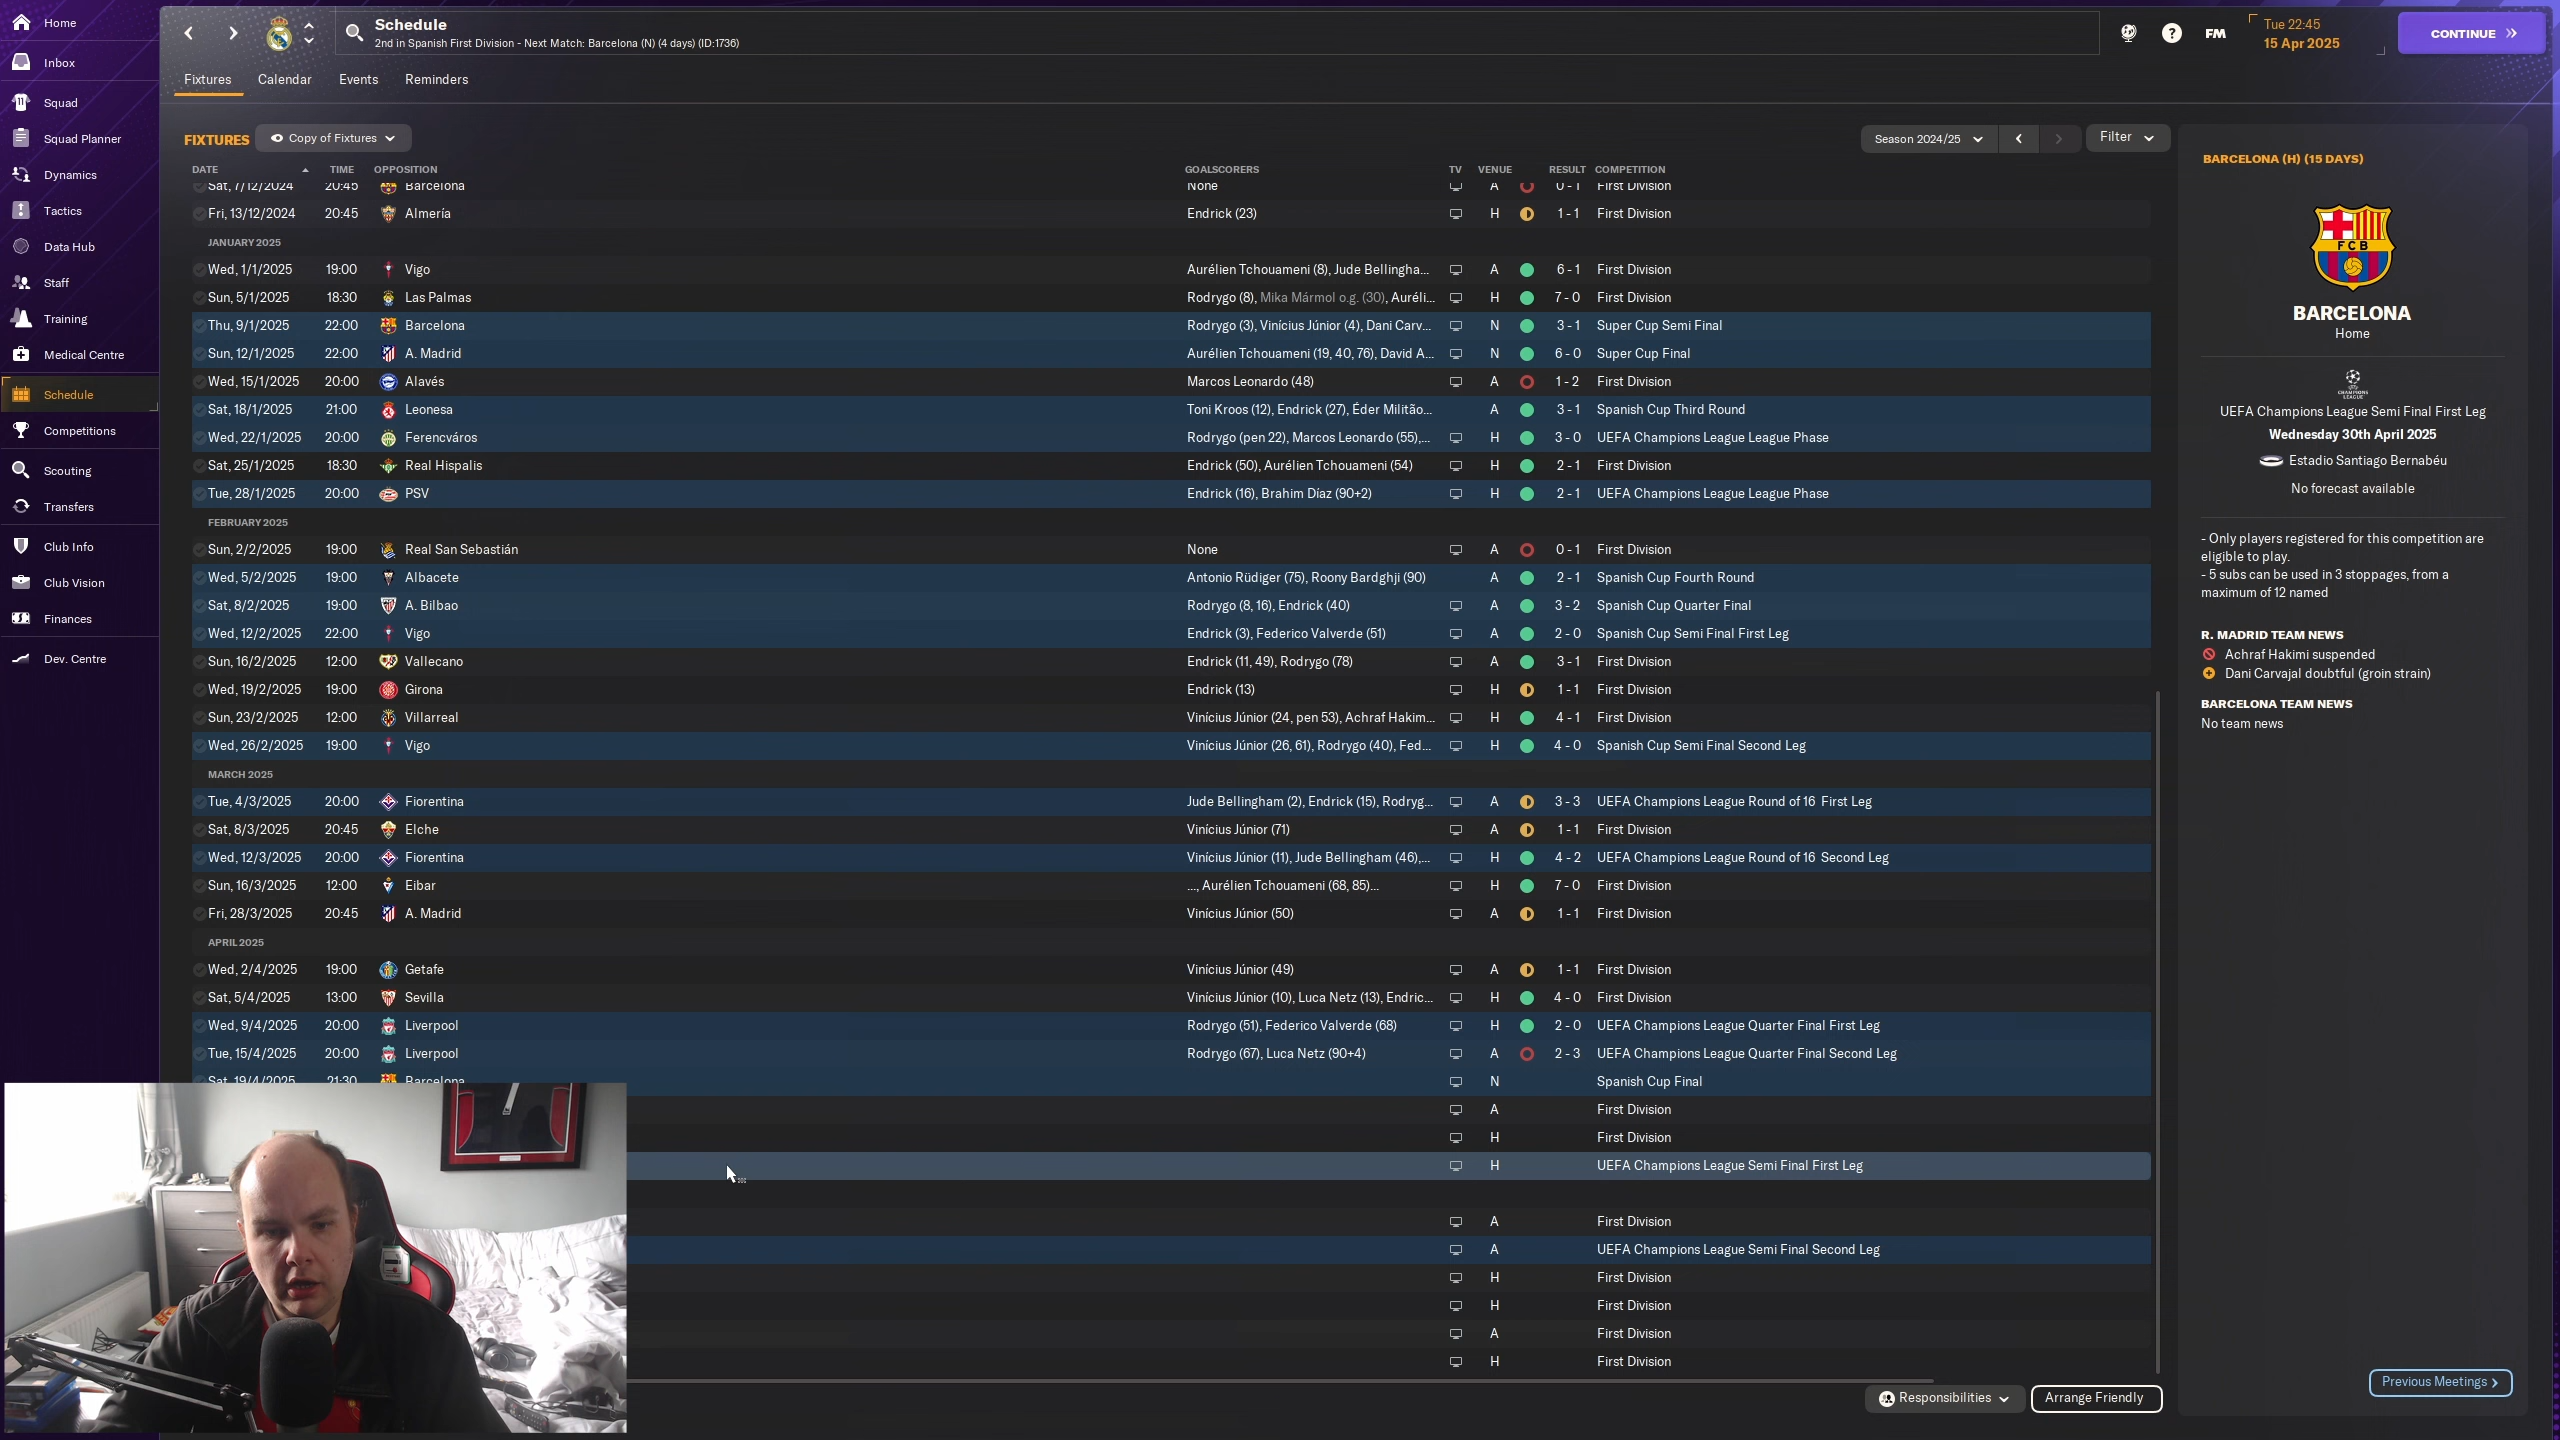 Home
Inbox
Squad
Squad Planner
Dynamics
Tactics
Data Hub
Staff
Training
Medical Centre
Schedule
Competitions
Scouting
Transfers
Club Info
Club Vision
Finances
Dev. Centre
Schedule
2nd in Spanish First Division - Next Match: Barcelona (N) (4 days) (ID:1736)
FM
Tue 22:45
15 Apr 2025
CONTINUE
Fixtures Calendar Events Reminders
FIXTURES Copy of Fixtures Season 2024/25 Filter
DATE TIME OPPOSITION GOALSCORERS TV VENUE RESULT COMPETITION
Sat, 7/12/2024 20:45 Barcelona None A 0 - 1 First Division
Fri, 13/12/2024 20:45 Almería Endrick (23) H 1 - 1 First Division
JANUARY 2025
Wed, 1/1/2025 19:00 Vigo Aurélien Tchouameni (8), Jude Bellingha... A 6 - 1 First Division
Sun, 5/1/2025 18:30 Las Palmas Rodrygo (8), Mika Mármol o.g. (30), Auréli... H 7 - 0 First Division
Thu, 9/1/2025 22:00 Barcelona Rodrygo (3), Vinícius Júnior (4), Dani Carv... N 3 - 1 Super Cup Semi Final
Sun, 12/1/2025 22:00 A. Madrid Aurélien Tchouameni (19, 40, 76), David A... N 6 - 0 Super Cup Final
Wed, 15/1/2025 20:00 Alavés Marcos Leonardo (48) A 1 - 2 First Division
Sat, 18/1/2025 21:00 Leonesa Toni Kroos (12), Endrick (27), Éder Militão... A 3 - 1 Spanish Cup Third Round
Wed, 22/1/2025 20:00 Ferencváros Rodrygo (pen 22), Marcos Leonardo (55),... H 3 - 0 UEFA Champions League League Phase
Sat, 25/1/2025 18:30 Real Hispalis Endrick (50), Aurélien Tchouameni (54) H 2 - 1 First Division
Tue, 28/1/2025 20:00 PSV Endrick (16), Brahim Díaz (90+2) H 2 - 1 UEFA Champions League League Phase
FEBRUARY 2025
Sun, 2/2/2025 19:00 Real San Sebastián None A 0 - 1 First Division
Wed, 5/2/2025 19:00 Albacete Antonio Rüdiger (75), Roony Bardghji (90) A 2 - 1 Spanish Cup Fourth Round
Sat, 8/2/2025 19:00 A. Bilbao Rodrygo (8, 16), Endrick (40) A 3 - 2 Spanish Cup Quarter Final
Wed, 12/2/2025 22:00 Vigo Endrick (3), Federico Valverde (51) A 2 - 0 Spanish Cup Semi Final First Leg
Sun, 16/2/2025 12:00 Vallecano Endrick (11, 49), Rodrygo (78) A 3 - 1 First Division
Wed, 19/2/2025 19:00 Girona Endrick (13) H 1 - 1 First Division
Sun, 23/2/2025 12:00 Villarreal Vinícius Júnior (24, pen 53), Achraf Hakim... H 4 - 1 First Division
Wed, 26/2/2025 19:00 Vigo Vinícius Júnior (26, 61), Rodrygo (40), Fed... H 4 - 0 Spanish Cup Semi Final Second Leg
MARCH 2025
Tue, 4/3/2025 20:00 Fiorentina Jude Bellingham (2), Endrick (15), Rodryg... A 3 - 3 UEFA Champions League Round of 16 First Leg
Sat, 8/3/2025 20:45 Elche Vinícius Júnior (71) A 1 - 1 First Division
Wed, 12/3/2025 20:00 Fiorentina Vinícius Júnior (11), Jude Bellingham (46),... H 4 - 2 UEFA Champions League Round of 16 Second Leg
Sun, 16/3/2025 12:00 Eibar ..., Aurélien Tchouameni (68, 85)... H 7 - 0 First Division
Fri, 28/3/2025 20:45 A. Madrid Vinícius Júnior (50) A 1 - 1 First Division
APRIL 2025
Wed, 2/4/2025 19:00 Getafe Vinícius Júnior (49) A 1 - 1 First Division
Sat, 5/4/2025 13:00 Sevilla Vinícius Júnior (10), Luca Netz (13), Endric... H 4 - 0 First Division
Wed, 9/4/2025 20:00 Liverpool Rodrygo (51), Federico Valverde (68) H 2 - 0 UEFA Champions League Quarter Final First Leg
Tue, 15/4/2025 20:00 Liverpool Rodrygo (67), Luca Netz (90+4) A 2 - 3 UEFA Champions League Quarter Final Second Leg
Sat, 19/4/2025 21:30 Barcelona N Spanish Cup Final
A First Division
H First Division
H UEFA Champions League Semi Final First Leg
A First Division
A UEFA Champions League Semi Final Second Leg
H First Division
H First Division
A First Division
H First Division
Responsibilities Arrange Friendly
BARCELONA (H) (15 DAYS)
FCB
BARCELONA
Home
UEFA Champions League Semi Final First Leg
Wednesday 30th April 2025
Estadio Santiago Bernabéu
No forecast available
- Only players registered for this competition are
eligible to play.
- 5 subs can be used in 3 stoppages, from a
maximum of 12 named
R. MADRID TEAM NEWS
Achraf Hakimi suspended
Dani Carvajal doubtful (groin strain)
BARCELONA TEAM NEWS
No team news
Previous Meetings